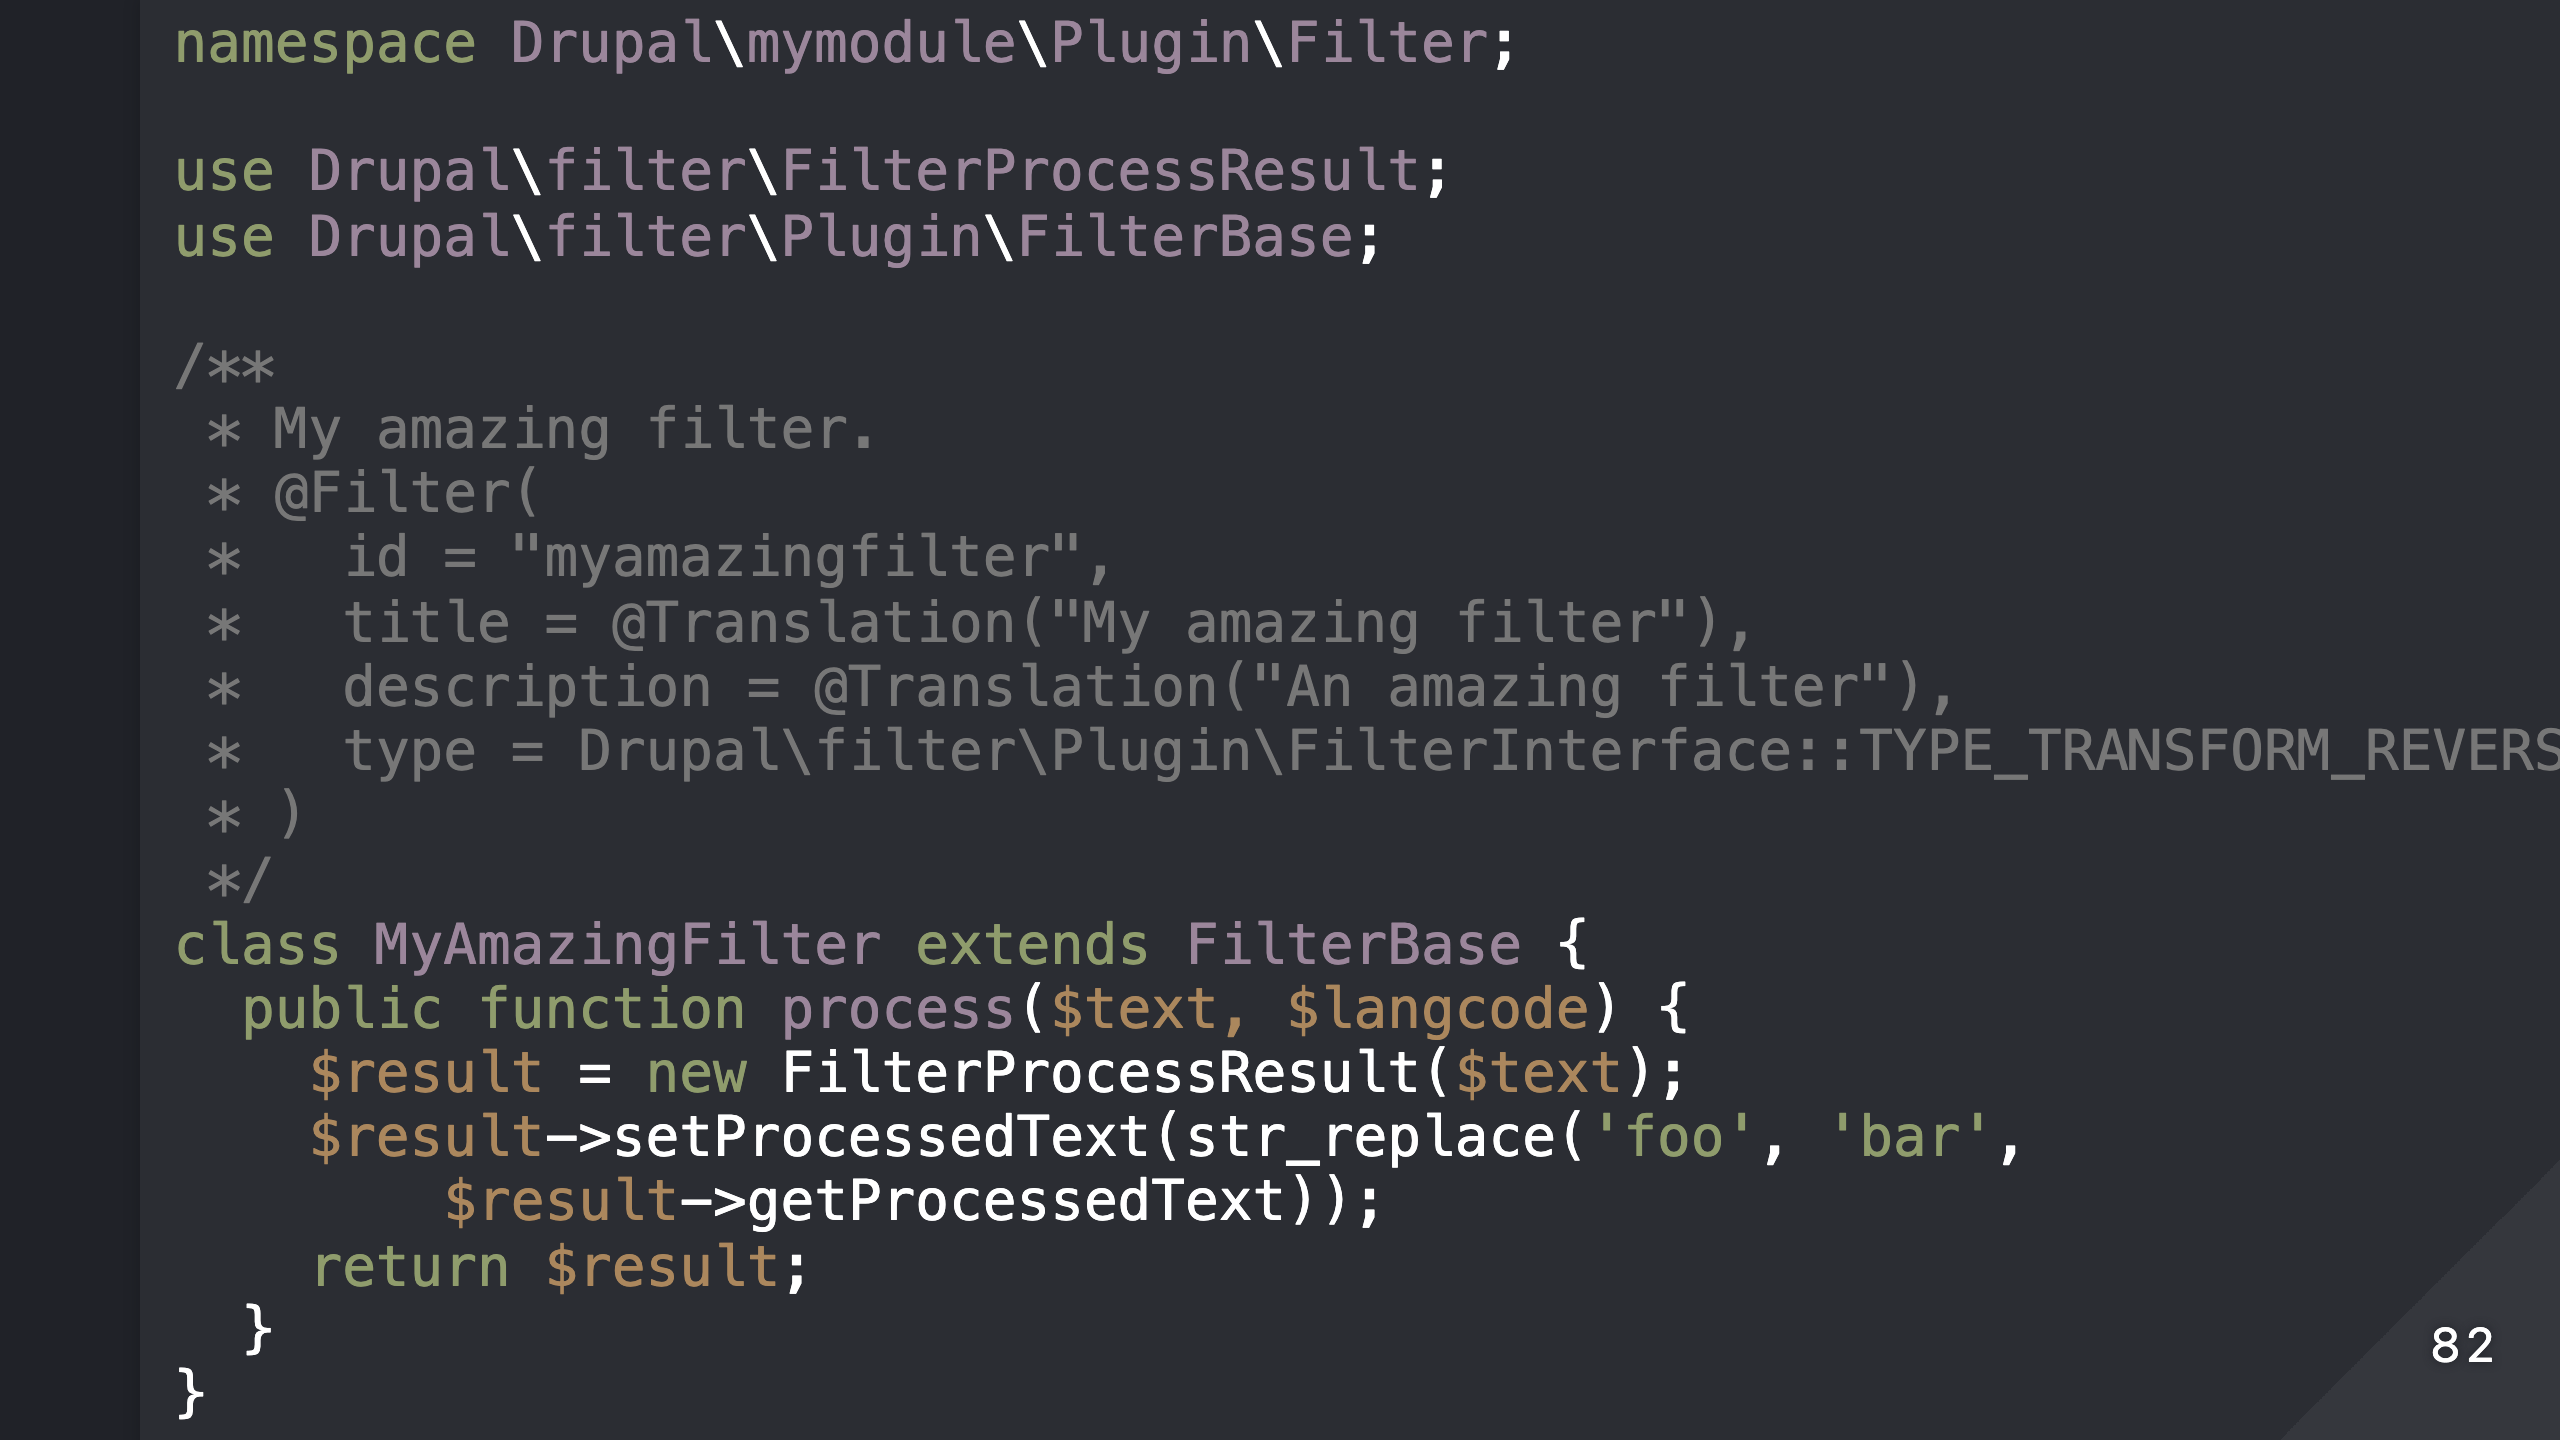 namespace Drupal\mymodule\Plugin\Filter;
use Drupal\filter\FilterProcessResult;
use Drupal\filter\Plugin\FilterBase;
/**
 * My amazing filter.
 * @Filter(
 *   id = "myamazingfilter",
 *   title = @Translation("My amazing filter"),
 *   description = @Translation("An amazing filter"),
 *   type = Drupal\filter\Plugin\FilterInterface::TYPE_TRANSFORM_REVERS
 * )
 */
class MyAmazingFilter extends FilterBase {
  public function process($text, $langcode) {
    $result = new FilterProcessResult($text);
    $result->setProcessedText(str_replace('foo', 'bar',
        $result->getProcessedText));
    return $result;
  }
}
82